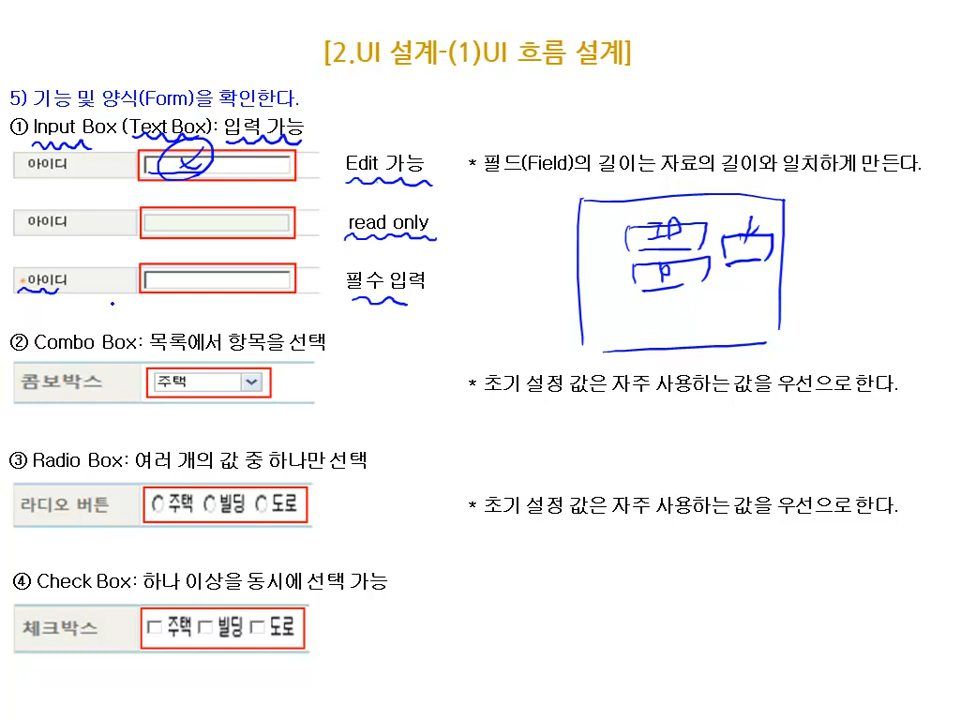 [2.UI 설계-(1)UI 흐름 설계]
5) 기능 및 양식(Form)을 확인한다.
① Input Box (Text Box): 입력 가능
아이디 Edit 가능 * 필드(Field)의 길이는 자료의 길이와 일치하게 만든다.
아이디 read only
ID
P
*아이디 필수 입력
② Combo Box: 목록에서 항목을 선택
콤보박스 주택 * 초기 설정 값은 자주 사용하는 값을 우선으로 한다.
③ Radio Box: 여러 개의 값 중 하나만 선택
라디오 버튼 주택 빌딩 도로 * 초기 설정 값은 자주 사용하는 값을 우선으로 한다.
④ Check Box: 하나 이상을 동시에 선택 가능
체크박스 주택 빌딩 도로